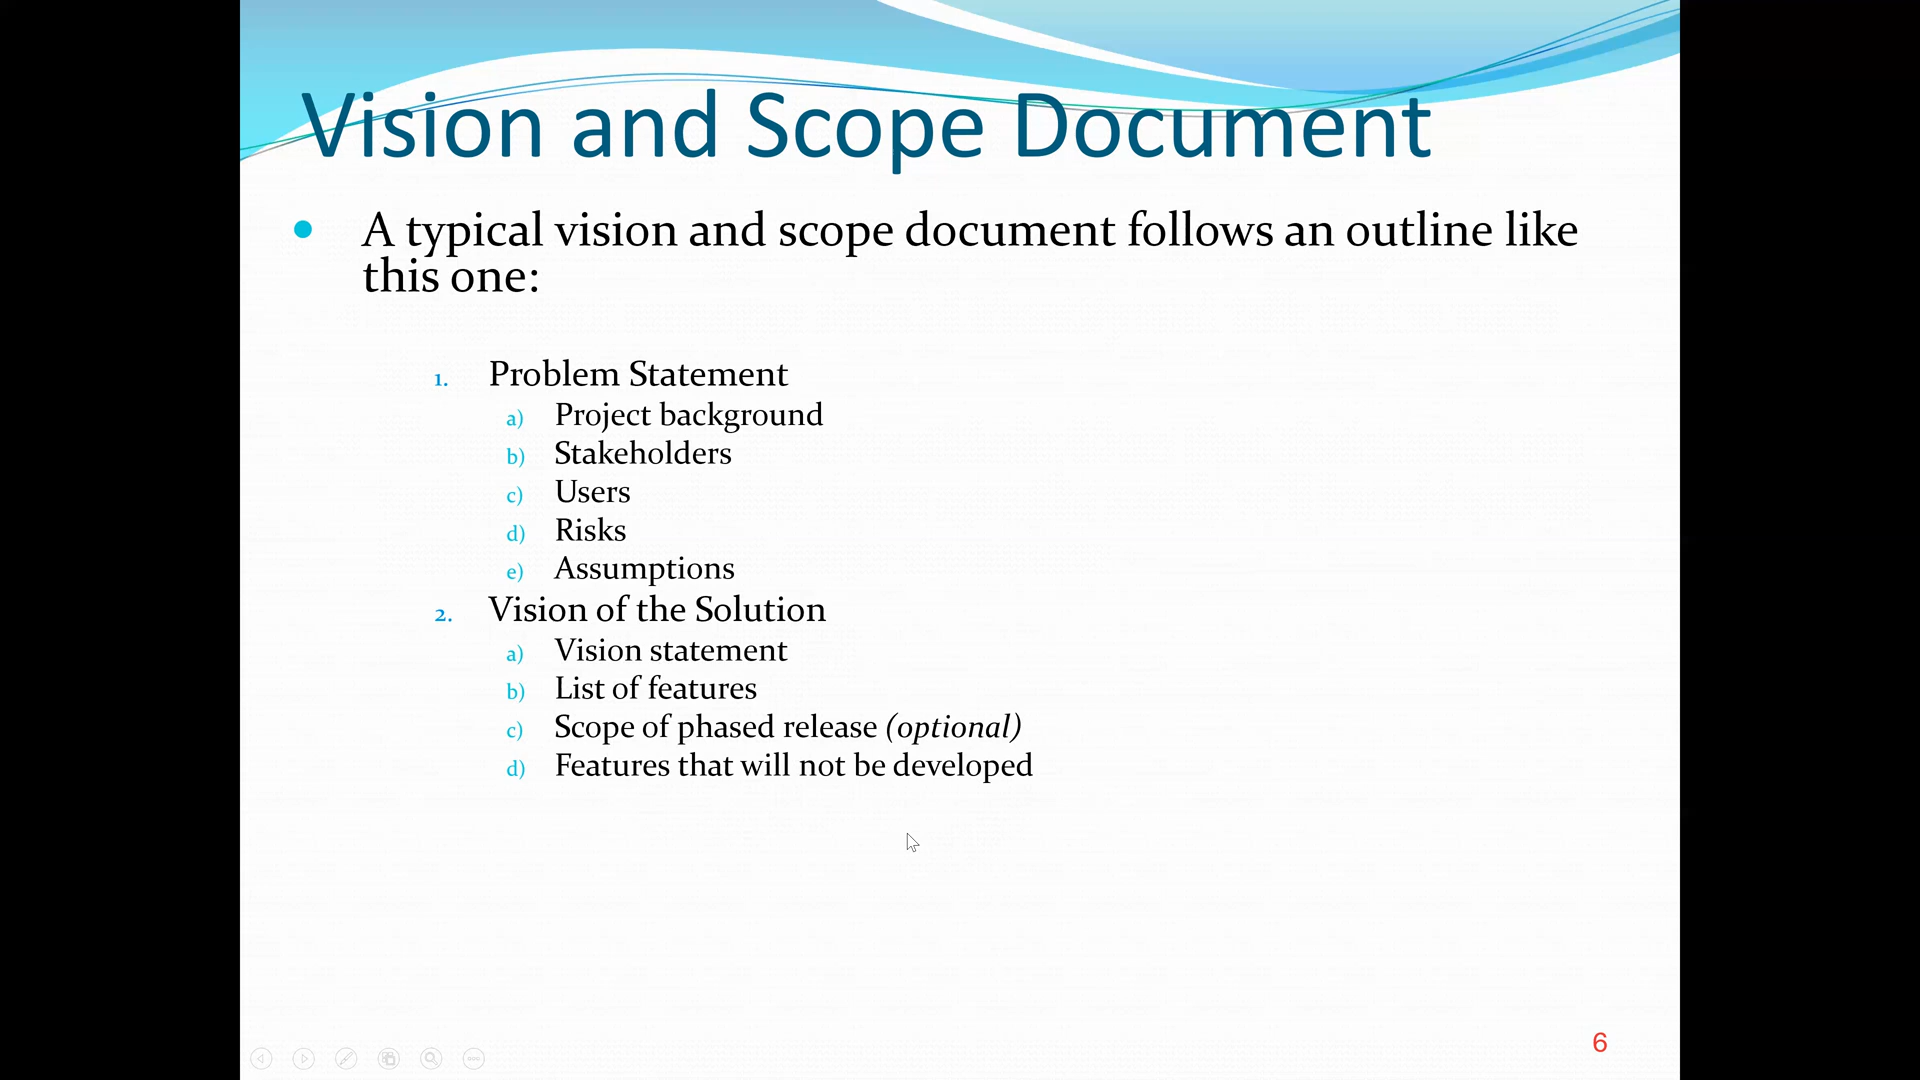 Vision and Scope Document
• A typical vision and scope document follows an outline like
this one:
1. Problem Statement
a) Project background
b) Stakeholders
c) Users
d) Risks
e) Assumptions
2. Vision of the Solution
a) Vision statement
b) List of features
c) Scope of phased release (optional)
d) Features that will not be developed
6